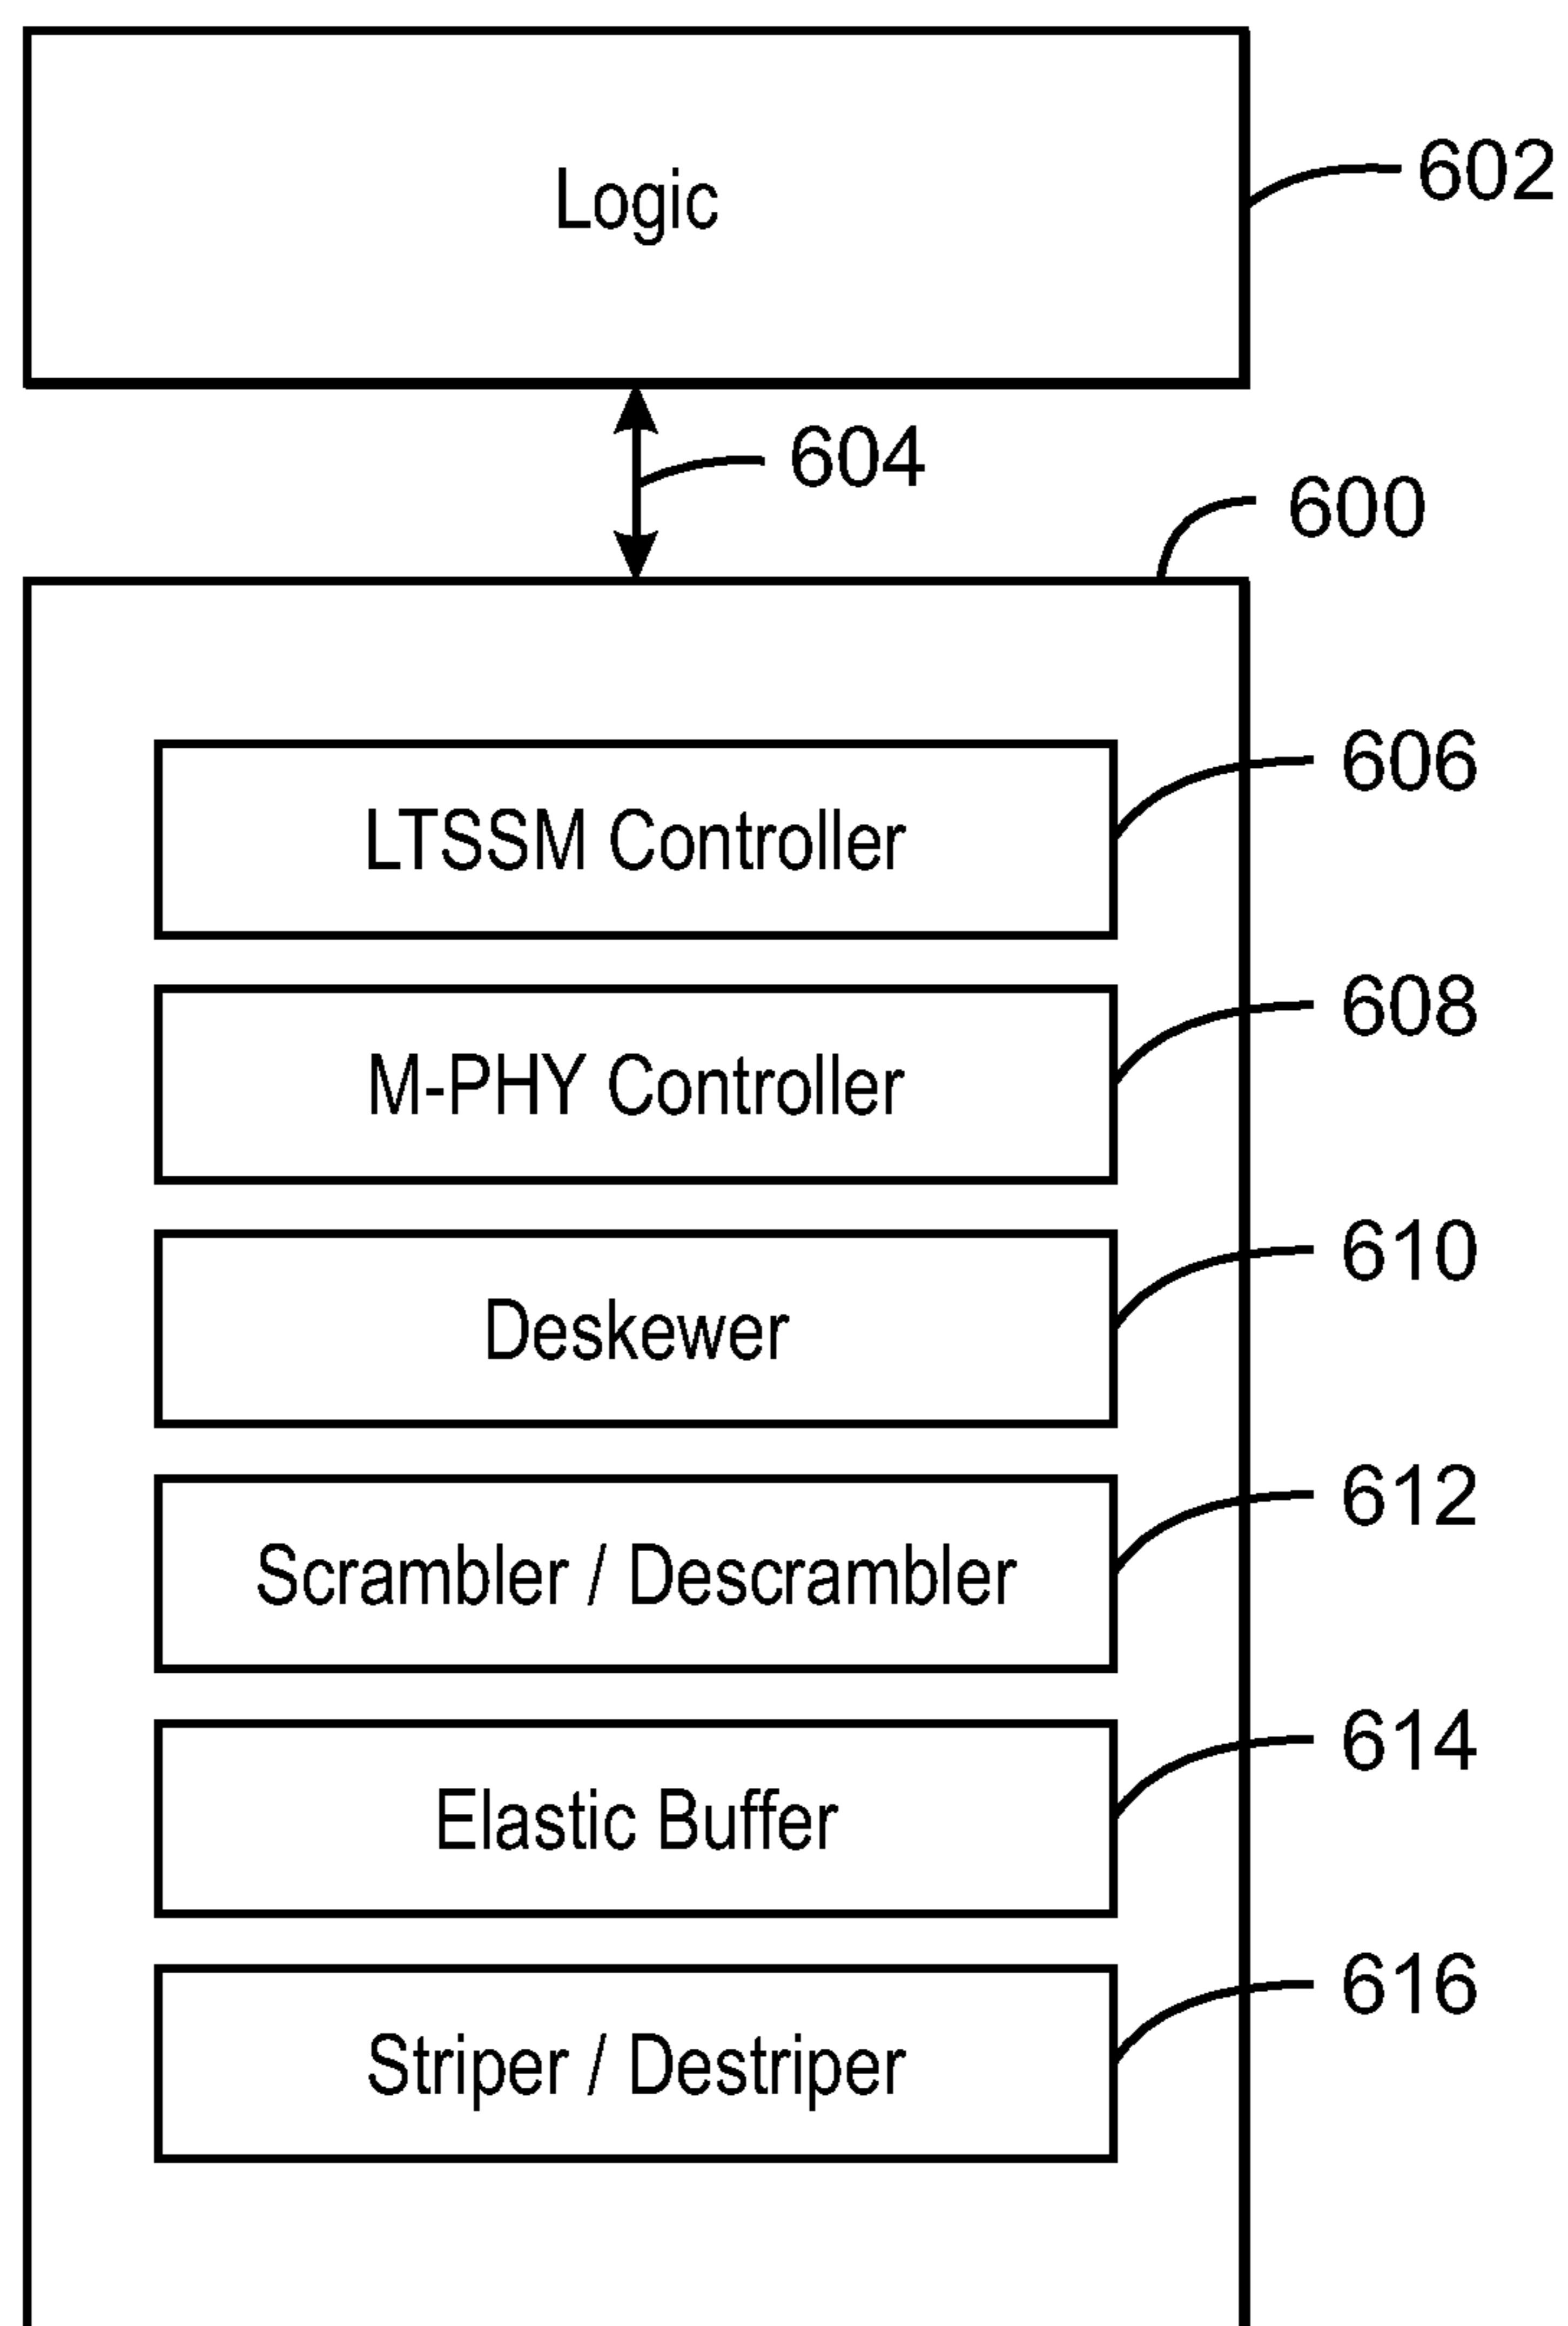 Logic
602
604
600
LTSSM Controller
606
M-PHY Controller
608
Deskewer
610
Scrambler / Descrambler
612
Elastic Buffer
614
Striper / Destriper
616